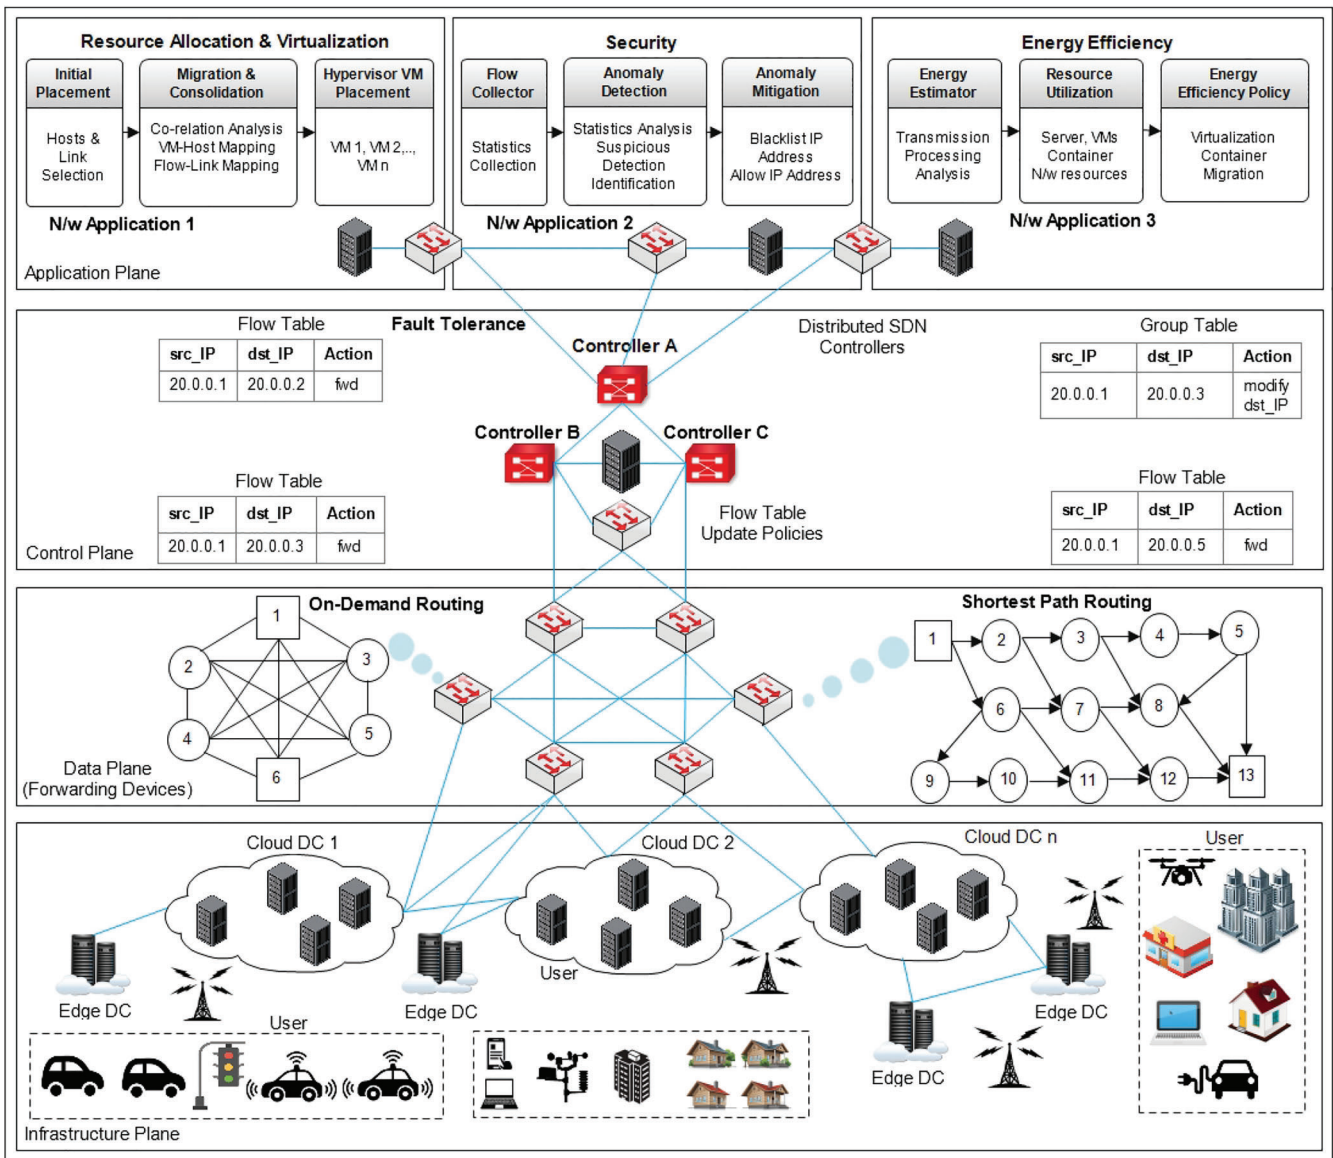 Resource Allocation & Virtualization
Initial
Placement
Hosts &
Link
Selection
Migration &
Consolidation
Co-relation Analysis
VM-Host Mapping
Flow-Link Mapping
Hypervisor VM
Placement
VM 1, VM 2,..,
VM n
N/w Application 1
Security
Flow
Collector
Statistics
Collection
Anomaly
Detection
Statistics Analysis
Suspicious
Detection
Identification
Anomaly
Mitigation
Blacklist IP
Address
Allow IP Address
N/w Application 2
Energy Efficiency
Energy
Estimator
Transmission
Processing
Analysis
Resource
Utilization
Server, VMs
Container
N/w resources
Energy
Efficiency Policy
Virtualization
Container
Migration
N/w Application 3
Application Plane
Flow Table
src_IP dst_IP Action
20.0.0.1 20.0.0.2 fwd
Fault Tolerance
Controller A
Distributed SDN
Controllers
Group Table
src_IP dst_IP Action
20.0.0.1 20.0.0.3 modify
dst_IP
Controller B
Controller C
Flow Table
src_IP dst_IP Action
20.0.0.1 20.0.0.3 fwd
Flow Table
Update Policies
Flow Table
src_IP dst_IP Action
20.0.0.1 20.0.0.5 fwd
Control Plane
On-Demand Routing
1
2
3
4
5
6
Data Plane
(Forwarding Devices)
Shortest Path Routing
1
2
3
4
5
6
7
8
9
10
11
12
13
Cloud DC 1
Cloud DC 2
Cloud DC n
User
Edge DC
User
Edge DC
User
Edge DC
Edge DC
Infrastructure Plane